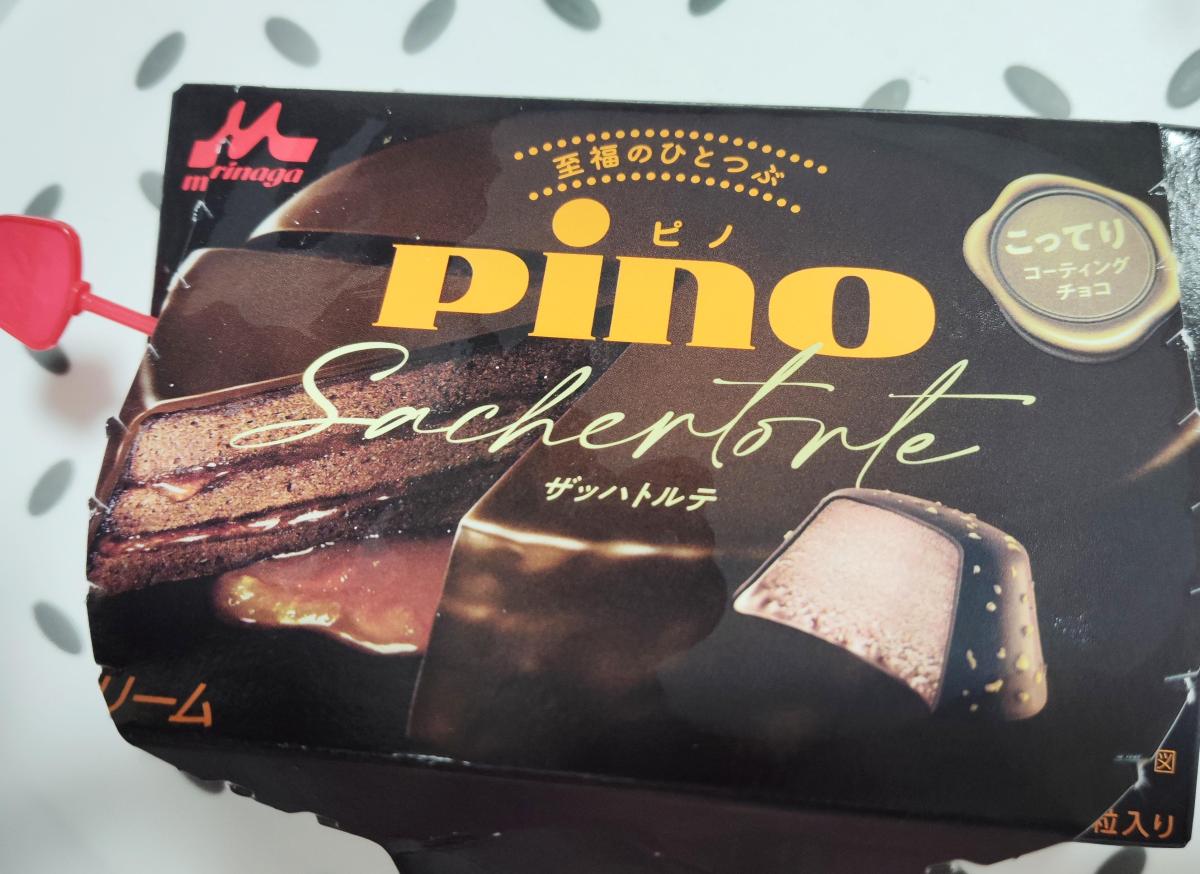 morinaga
至福のひとつぶ
ピノ
pino
Sachertorte
ザッハトルテ
こってり
コーティング
チョコ
リーム
図
粒入り